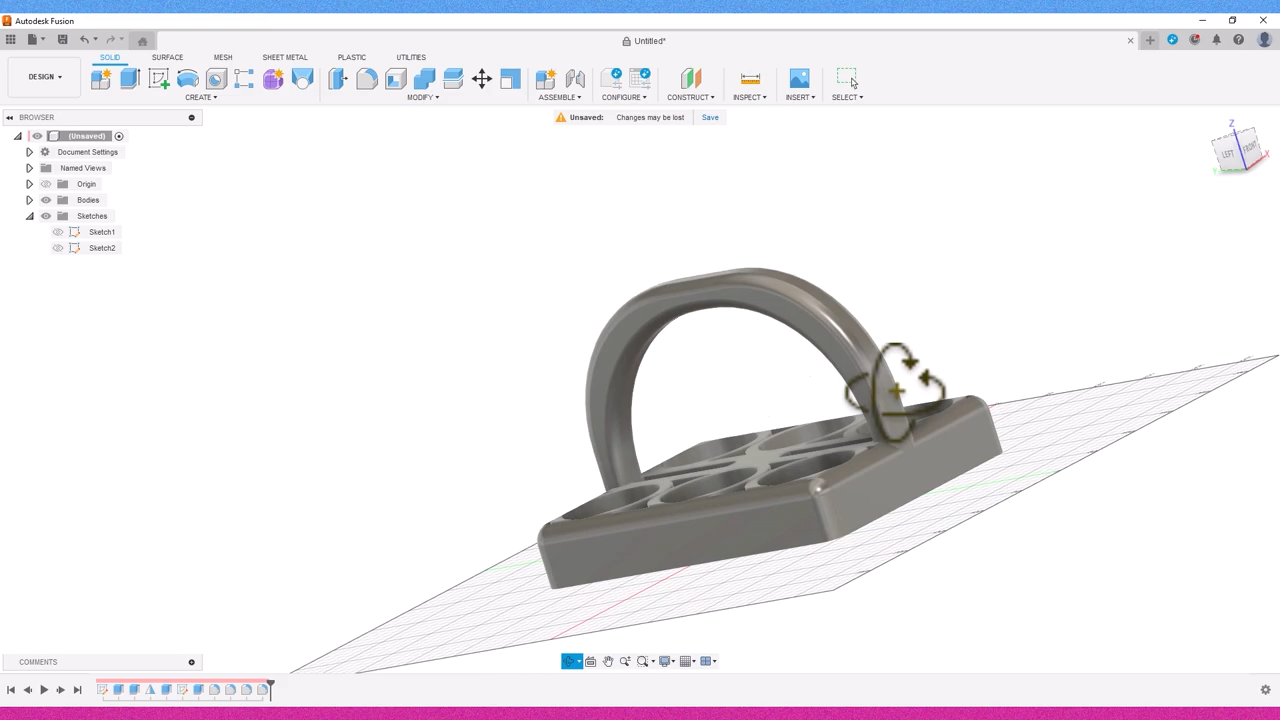 Autodesk Fusion
Untitled*
DESIGN
SOLID SURFACE MESH SHEET METAL PLASTIC UTILITIES
CREATE MODIFY ASSEMBLE CONFIGURE CONSTRUCT INSPECT INSERT SELECT
BROWSER
Unsaved: Changes may be lost Save
(Unsaved)
Document Settings
Named Views
Origin
Bodies
Sketches
Sketch1
Sketch2
Z
LEFT FRONT
X
Y
COMMENTS